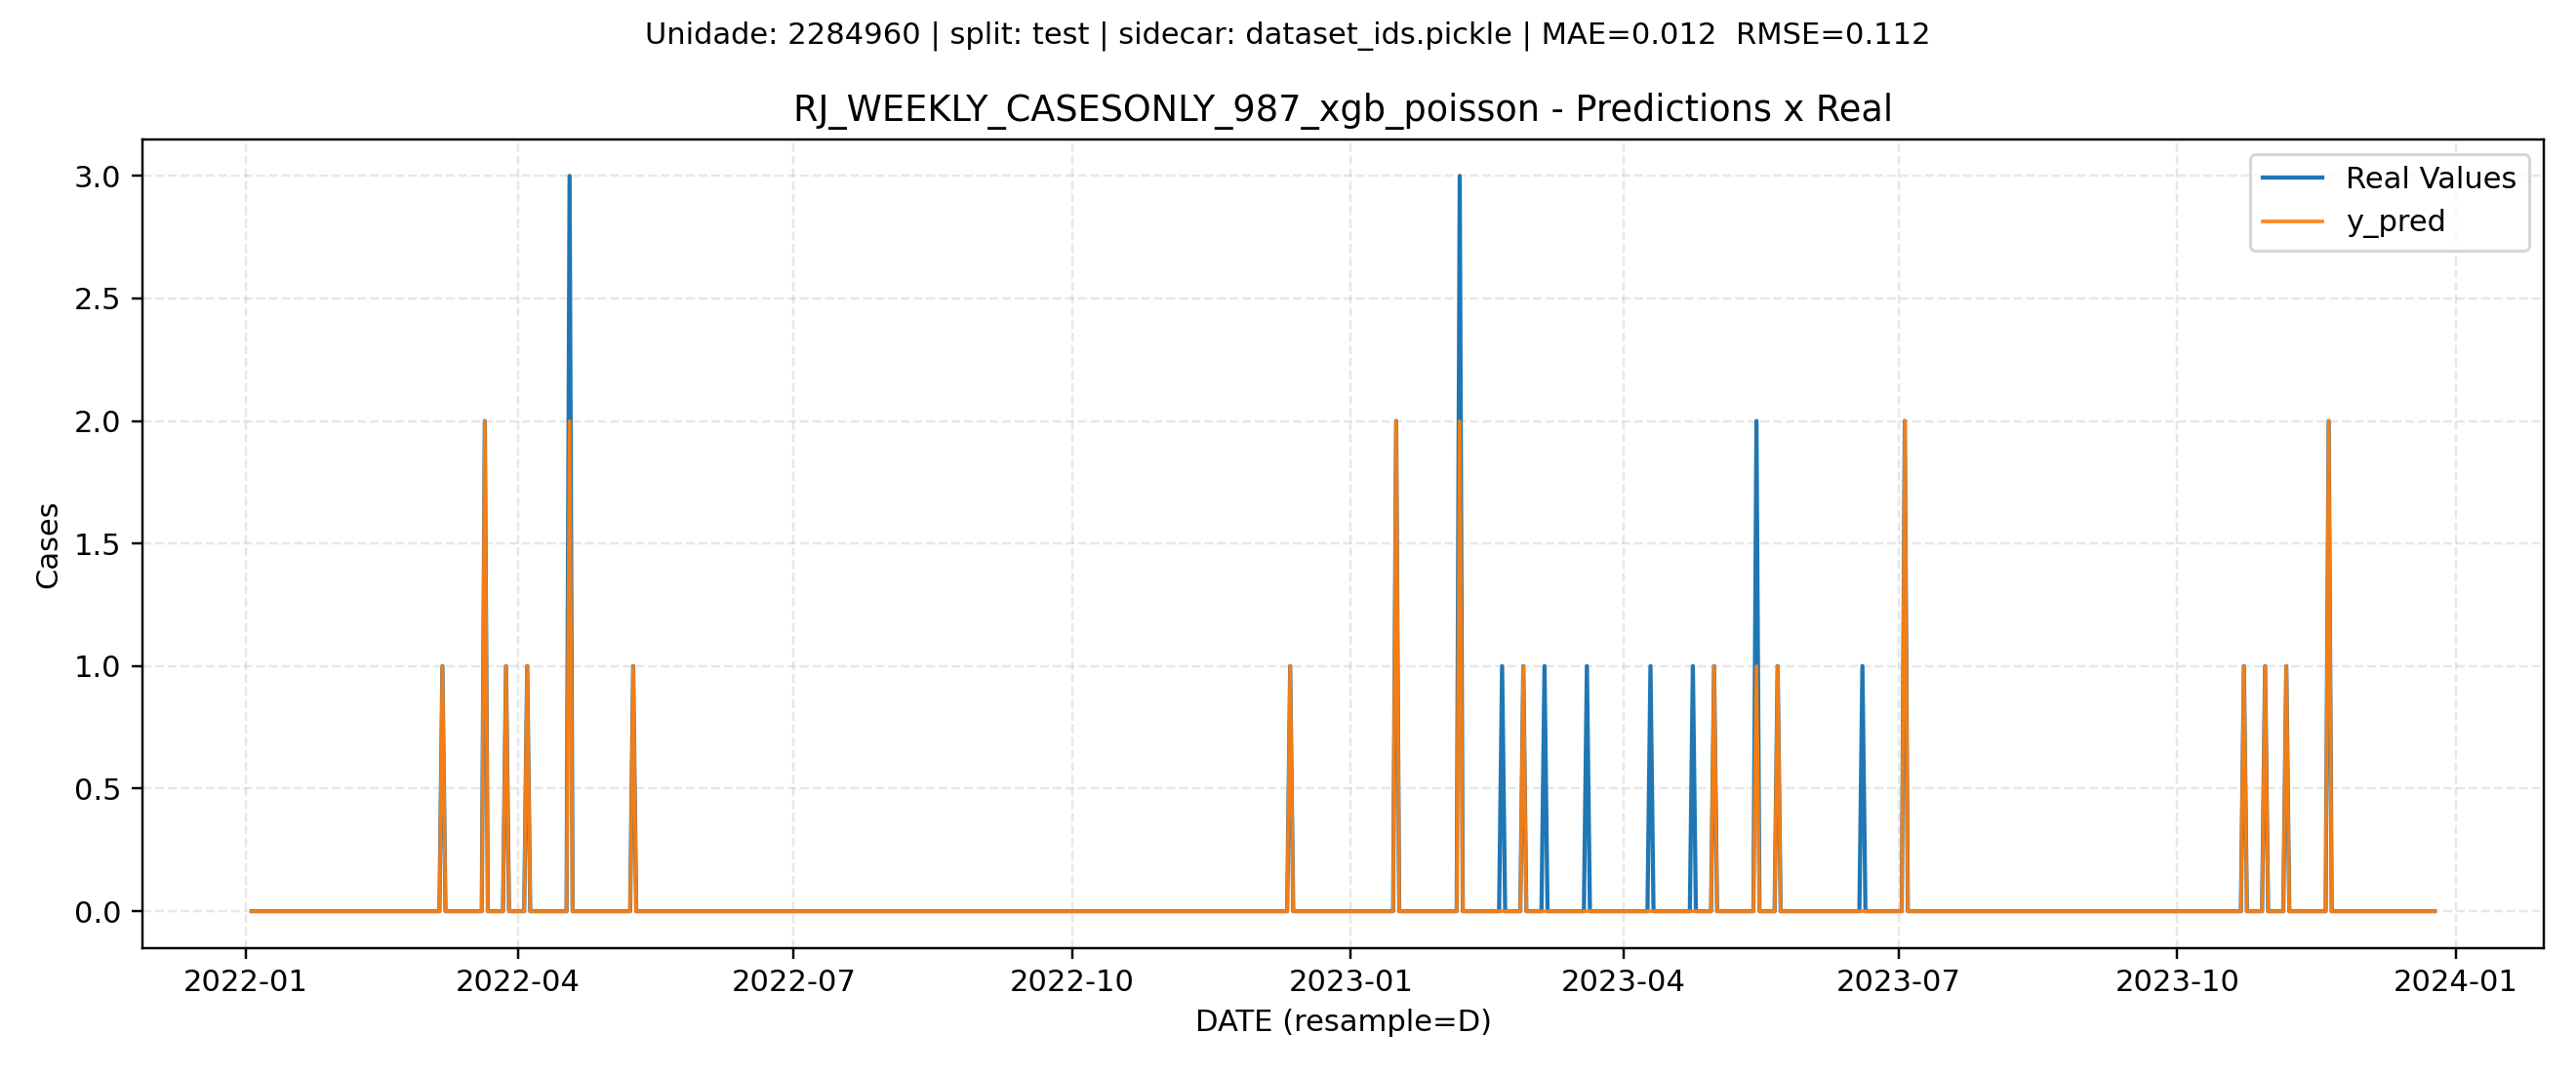 Unidade: 2284960 | split: test | sidecar: dataset_ids.pickle | MAE=0.012  RMSE=0.112
RJ_WEEKLY_CASESONLY_987_xgb_poisson - Predictions x Real
Real Values
y_pred
Cases
3.0
2.5
2.0
1.5
1.0
0.5
0.0
2022-01 2022-04 2022-07 2022-10 2023-01 2023-04 2023-07 2023-10 2024-01
DATE (resample=D)